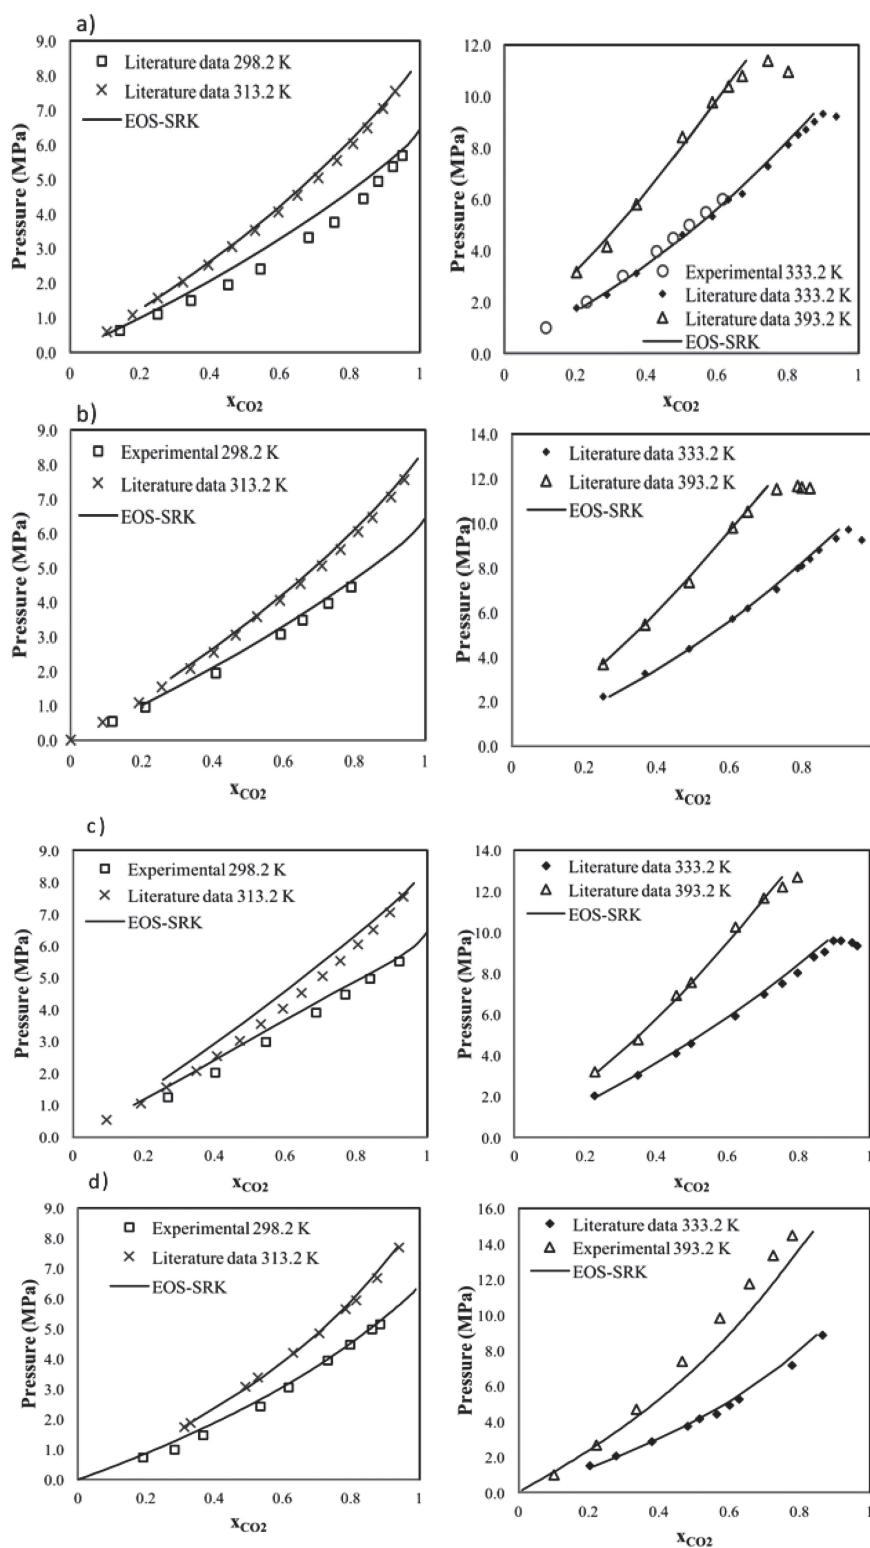 a)
9.0
8.0
7.0
6.0
5.0
4.0
3.0
2.0
1.0
0.0
Pressure (MPa)
Literature data 298.2 K
Literature data 313.2 K
EOS-SRK
0 0.2 0.4 0.6 0.8 1
xCO2
12.0
10.0
8.0
6.0
4.0
2.0
0.0
Pressure (MPa)
Experimental 333.2 K
Literature data 333.2 K
Literature data 393.2 K
EOS-SRK
0 0.2 0.4 0.6 0.8 1
xCO2
b)
9.0
8.0
7.0
6.0
5.0
4.0
3.0
2.0
1.0
0.0
Pressure (MPa)
Experimental 298.2 K
Literature data 313.2 K
EOS-SRK
0 0.2 0.4 0.6 0.8 1
xCO2
14.0
12.0
10.0
8.0
6.0
4.0
2.0
0.0
Pressure (MPa)
Literature data 333.2 K
Literature data 393.2 K
EOS-SRK
0 0.2 0.4 0.6 0.8
xCO2
c)
9.0
8.0
7.0
6.0
5.0
4.0
3.0
2.0
1.0
0.0
Pressure (MPa)
Experimental 298.2 K
Literature data 313.2 K
EOS-SRK
0 0.2 0.4 0.6 0.8 1
xCO2
14.0
12.0
10.0
8.0
6.0
4.0
2.0
0.0
Pressure (MPa)
Literature data 333.2 K
Literature data 393.2 K
EOS-SRK
0 0.2 0.4 0.6 0.8 1
xCO2
d)
9.0
8.0
7.0
6.0
5.0
4.0
3.0
2.0
1.0
0.0
Pressure (MPa)
Experimental 298.2 K
Literature data 313.2 K
EOS-SRK
0 0.2 0.4 0.6 0.8 1
xCO2
16.0
14.0
12.0
10.0
8.0
6.0
4.0
2.0
0.0
Pressure (MPa)
Literature data 333.2 K
Experimental 393.2 K
EOS-SRK
0 0.2 0.4 0.6 0.8 1
xCO2